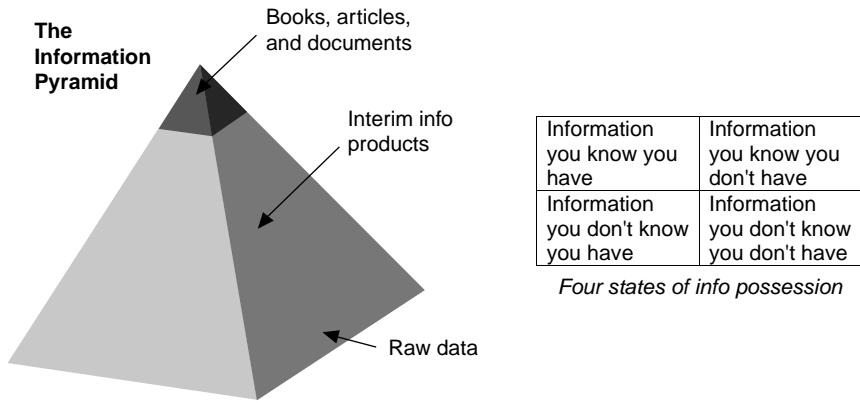 The
Information
Pyramid
Books, articles,
and documents
Interim info
products
Raw data
Information
you know you
have
Information
you know you
don't have
Information
you don't know
you have
Information
you don't know
you don't have
Four states of info possession